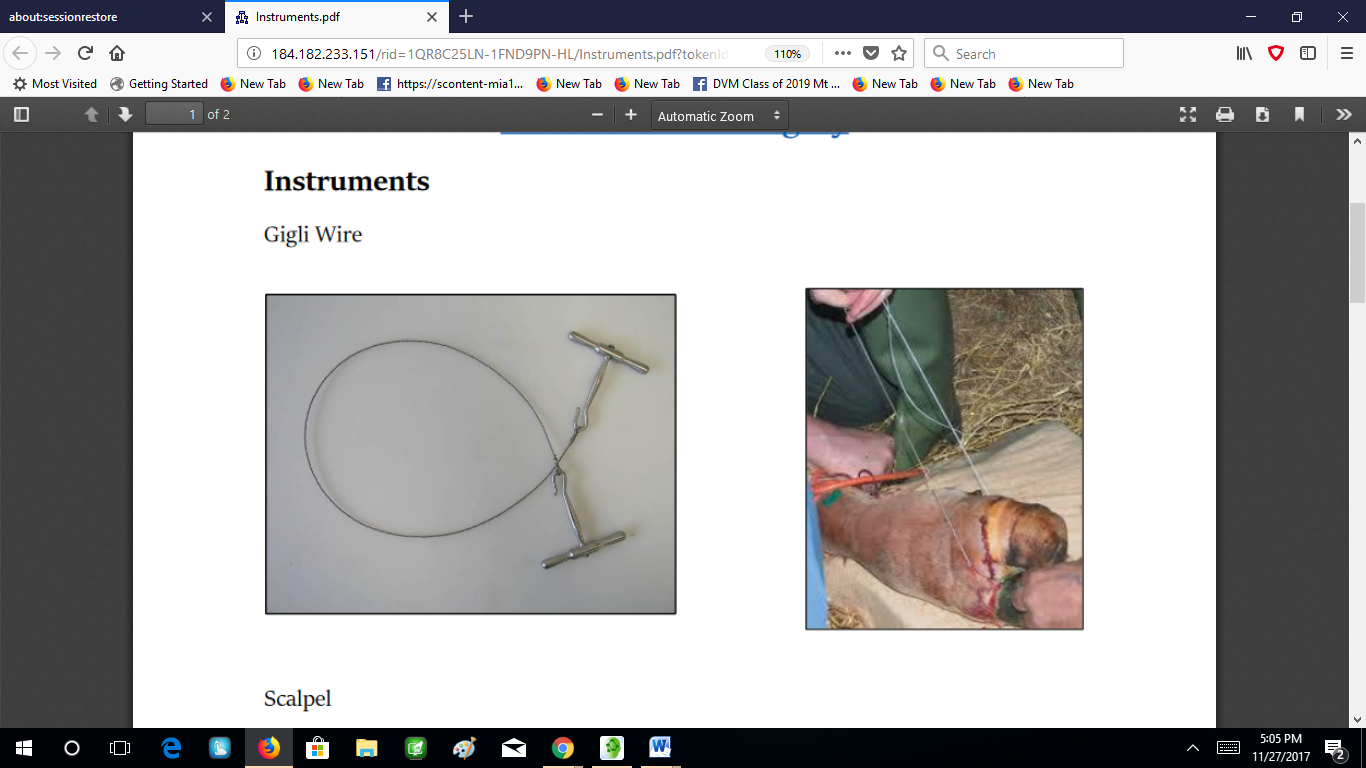 about:sessionrestore
Instruments.pdf
184.182.233.151/rid=1QR8C25LN-1FND9PN-HL/Instruments.pdf?tokenId
110%
Search
Most Visited
Getting Started
New Tab
New Tab
https://scontent-mia1...
New Tab
New Tab
DVM Class of 2019 Mt ...
New Tab
New Tab
New Tab
1 of 2
Automatic Zoom
Instruments
Gigli Wire
Scalpel
5:05 PM
11/27/2017
2